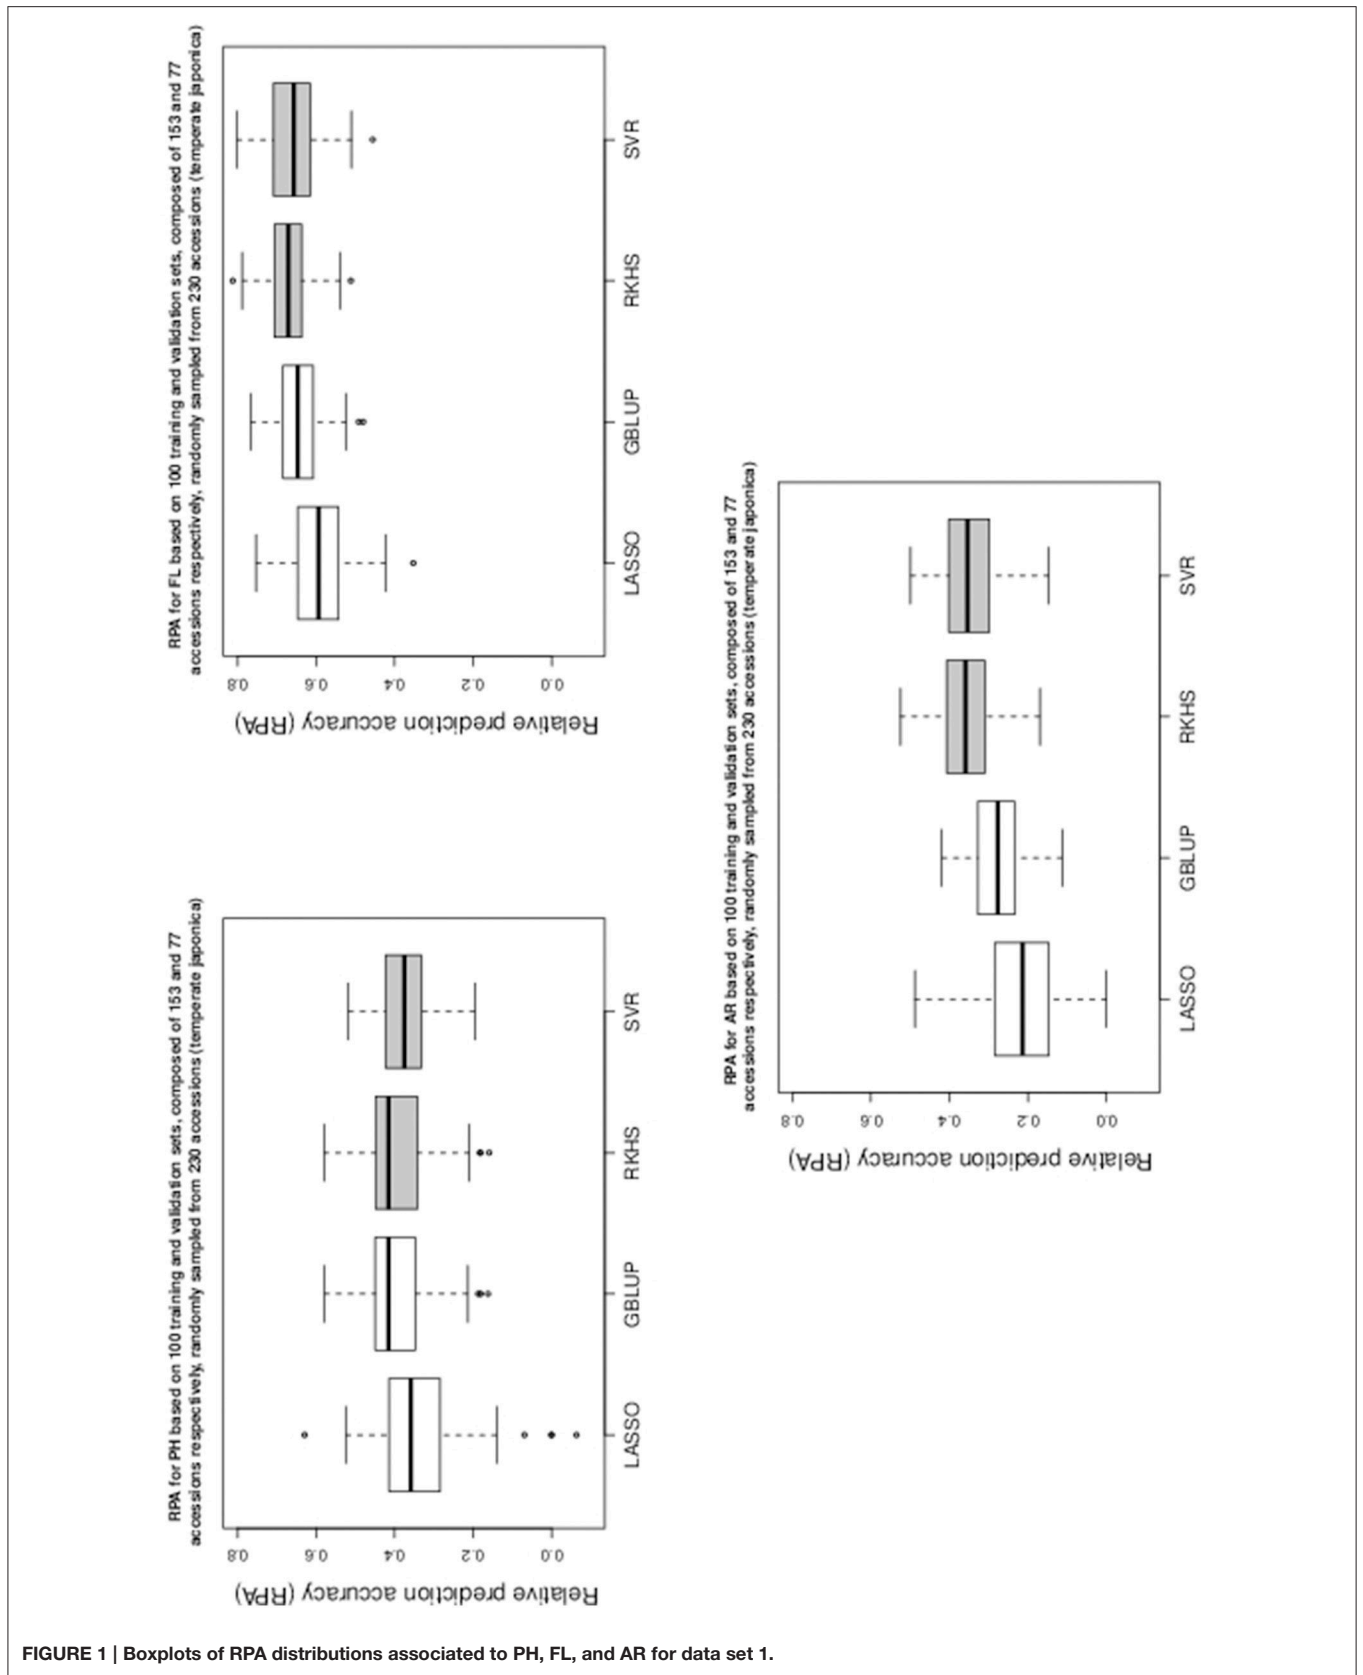 RPA for PH based on 100 training and validation sets, composed of 153 and 77
accessions respectively, randomly sampled from 230 accessions (temperate japonica)
Relative prediction accuracy (RPA)
0.0
0.2
0.4
0.6
0.8
LASSO
GBLUP
RKHS
SVR
RPA for FL based on 100 training and validation sets, composed of 153 and 77
accessions respectively, randomly sampled from 230 accessions (temperate japonica)
Relative prediction accuracy (RPA)
0.0
0.2
0.4
0.6
0.8
LASSO
GBLUP
RKHS
SVR
RPA for AR based on 100 training and validation sets, composed of 153 and 77
accessions respectively, randomly sampled from 230 accessions (temperate japonica)
Relative prediction accuracy (RPA)
0.0
0.2
0.4
0.6
0.8
LASSO
GBLUP
RKHS
SVR
FIGURE 1 | Boxplots of RPA distributions associated to PH, FL, and AR for data set 1.